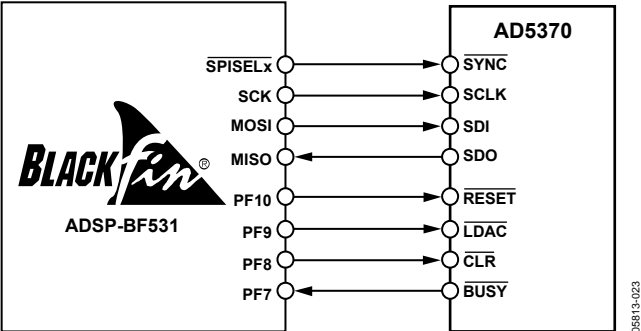 AD5370
SPISELx SYNC
SCK SCLK
MOSI SDI
MISO SDO
BLACKfin®
PF10 RESET
ADSP-BF531
PF9 LDAC
PF8 CLR
PF7 BUSY
05813-023